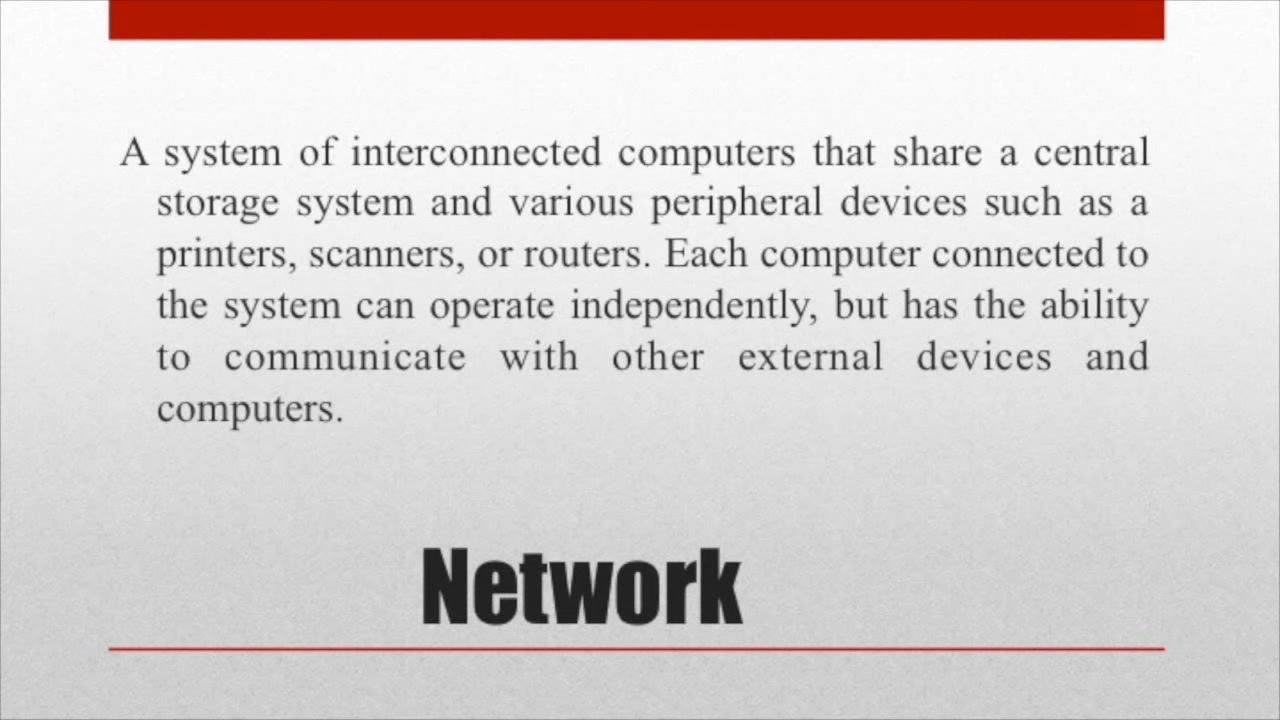 A system of interconnected computers that share a central
storage system and various peripheral devices such as a
printers, scanners, or routers. Each computer connected to
the system can operate independently, but has the ability
to communicate with other external devices and
computers.
Network